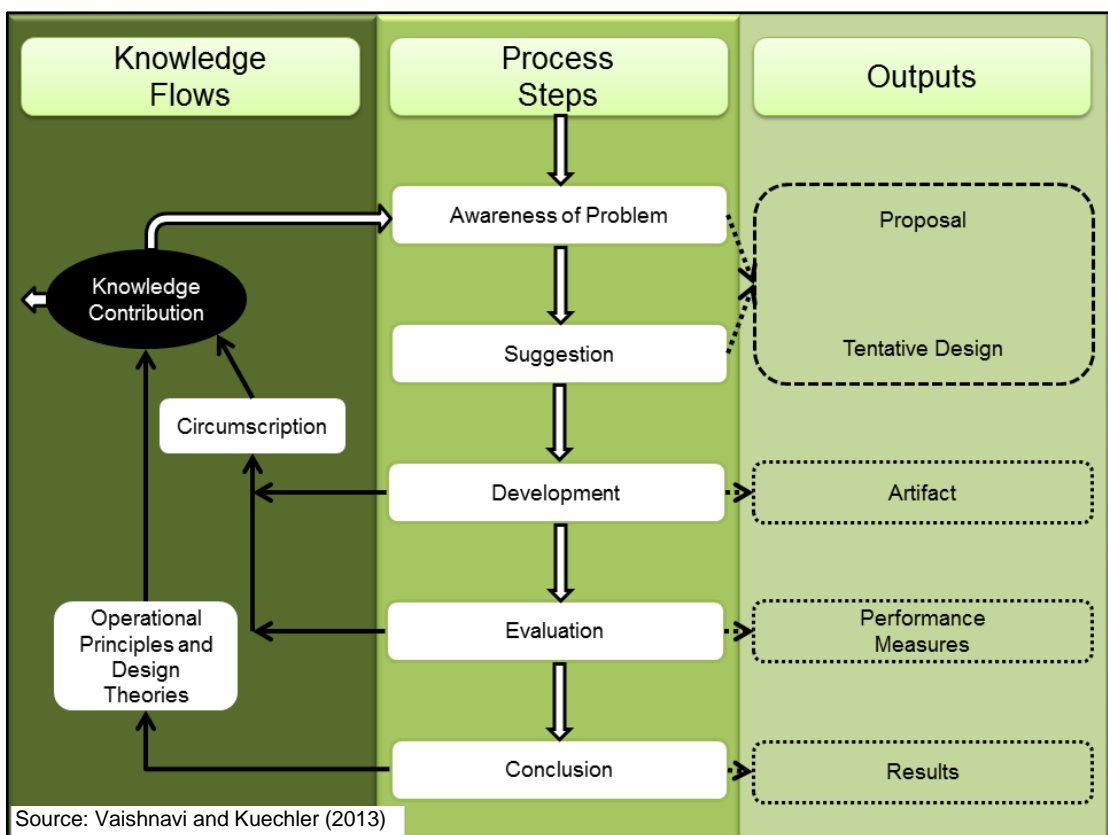 Knowledge
Flows
Process
Steps
Outputs
Awareness of Problem
Proposal
Knowledge
Contribution
Suggestion
Tentative Design
Circumscription
Development
Artifact
Operational
Principles and
Design
Theories
Evaluation
Performance
Measures
Conclusion
Results
Source: Vaishnavi and Kuechler (2013)